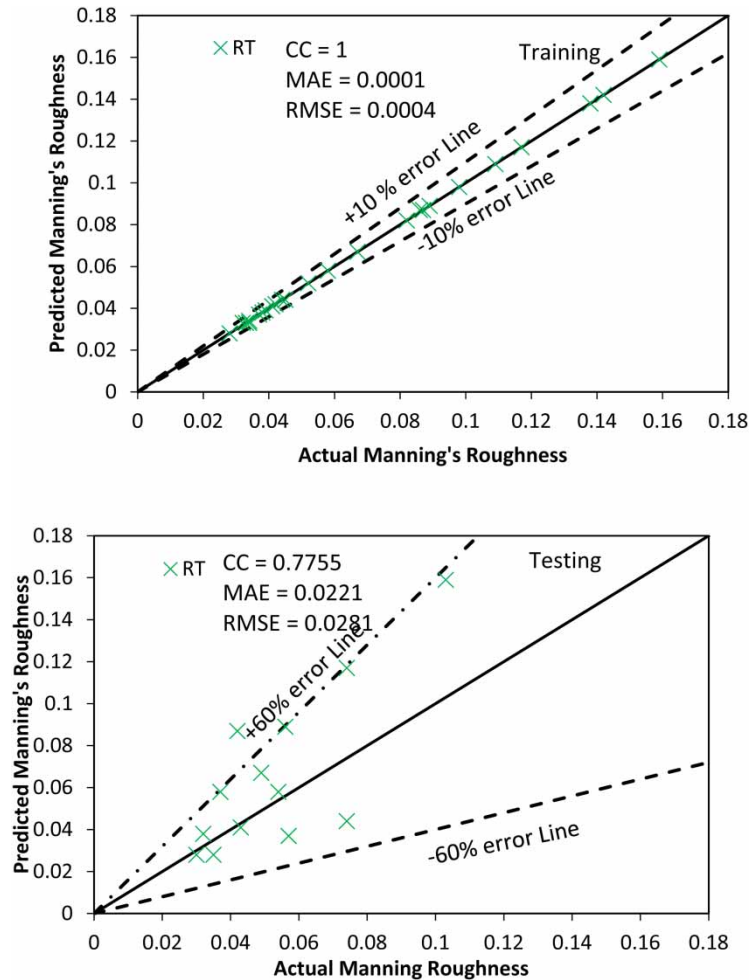 0.18
0.16
0.14
0.12
0.1
0.08
0.06
0.04
0.02
0
Predicted Manning's Roughness
RT
CC = 1
MAE = 0.0001
RMSE = 0.0004
Training
+10 % error Line
-10% error Line
0 0.02 0.04 0.06 0.08 0.1 0.12 0.14 0.16 0.18
Actual Manning's Roughness
0.18
0.16
0.14
0.12
0.1
0.08
0.06
0.04
0.02
0
Predicted Manning's Roughness
RT
CC = 0.7755
MAE = 0.0221
RMSE = 0.0281
Testing
+60% error Line
-60% error Line
0 0.02 0.04 0.06 0.08 0.1 0.12 0.14 0.16 0.18
Actual Manning Roughness